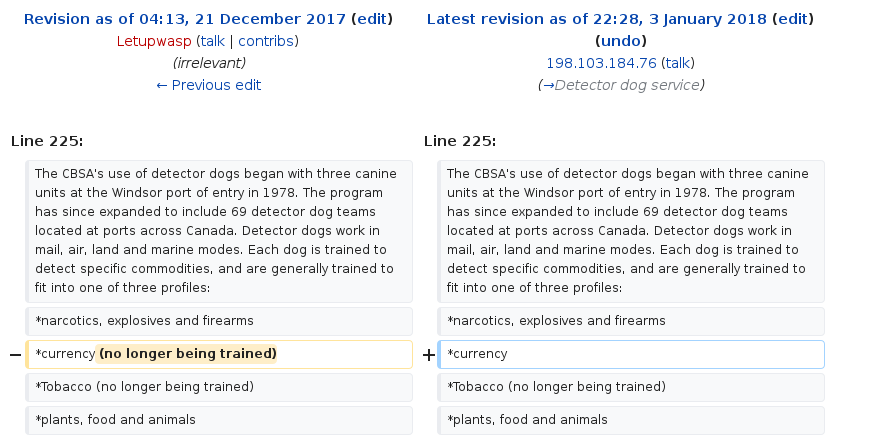 Revision as of 04:13, 21 December 2017 (edit)
Letupwasp (talk | contribs)
(irrelevant)
← Previous edit
Latest revision as of 22:28, 3 January 2018 (edit)
(undo)
198.103.184.76 (talk)
(→Detector dog service)
Line 225:
The CBSA's use of detector dogs began with three canine
units at the Windsor port of entry in 1978. The program
has since expanded to include 69 detector dog teams
located at ports across Canada. Detector dogs work in
mail, air, land and marine modes. Each dog is trained to
detect specific commodities, and are generally trained to
fit into one of three profiles:
*narcotics, explosives and firearms
− *currency (no longer being trained)
*Tobacco (no longer being trained)
*plants, food and animals
Line 225:
The CBSA's use of detector dogs began with three canine
units at the Windsor port of entry in 1978. The program
has since expanded to include 69 detector dog teams
located at ports across Canada. Detector dogs work in
mail, air, land and marine modes. Each dog is trained to
detect specific commodities, and are generally trained to
fit into one of three profiles:
*narcotics, explosives and firearms
+ *currency
*Tobacco (no longer being trained)
*plants, food and animals